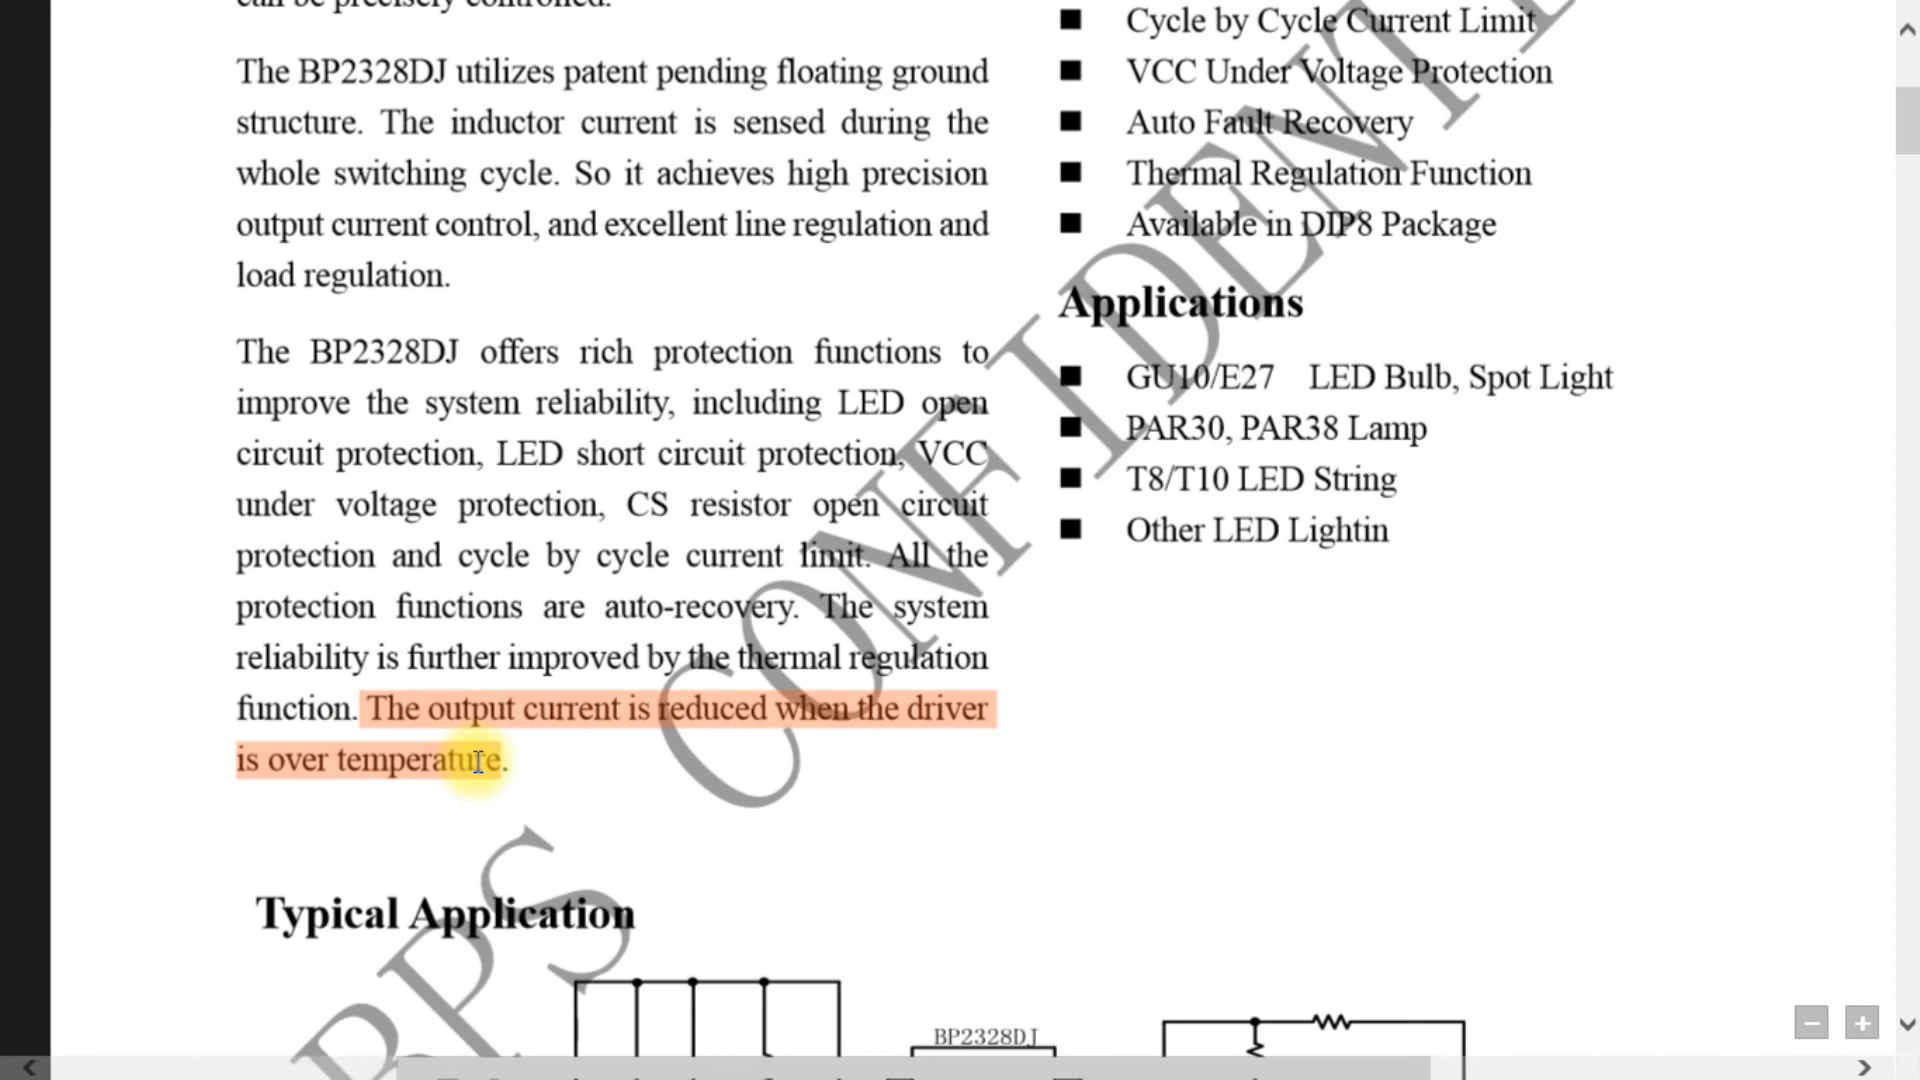 can be precisely controlled.
The BP2328DJ utilizes patent pending floating ground
structure. The inductor current is sensed during the
whole switching cycle. So it achieves high precision
output current control, and excellent line regulation and
load regulation.
The BP2328DJ offers rich protection functions to
improve the system reliability, including LED open
circuit protection, LED short circuit protection, VCC
under voltage protection, CS resistor open circuit
protection and cycle by cycle current limit. All the
protection functions are auto-recovery. The system
reliability is further improved by the thermal regulation
function. The output current is reduced when the driver
is over temperature.
■ Cycle by Cycle Current Limit
■ VCC Under Voltage Protection
■ Auto Fault Recovery
■ Thermal Regulation Function
■ Available in DIP8 Package
Applications
■ GU10/E27 LED Bulb, Spot Light
■ PAR30, PAR38 Lamp
■ T8/T10 LED String
■ Other LED Lightin
Typical Application
BP2328DJ
BPS CONFIDENT